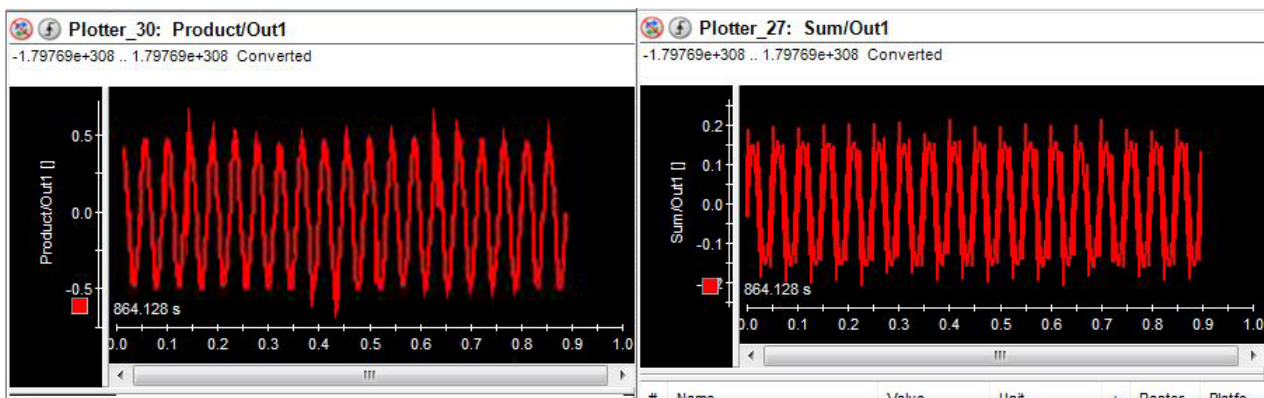 Plotter_30: Product/Out1
-1.79769e+308 .. 1.79769e+308 Converted
0.5
0.0
-0.5
Product/Out1 []
864.128 s
0.0 0.1 0.2 0.3 0.4 0.5 0.6 0.7 0.8 0.9 1.0
Plotter_27: Sum/Out1
-1.79769e+308 .. 1.79769e+308 Converted
0.2
0.1
0.0
-0.1
Sum/Out1 []
864.128 s
0.0 0.1 0.2 0.3 0.4 0.5 0.6 0.7 0.8 0.9 1.0
# Name Value Unit